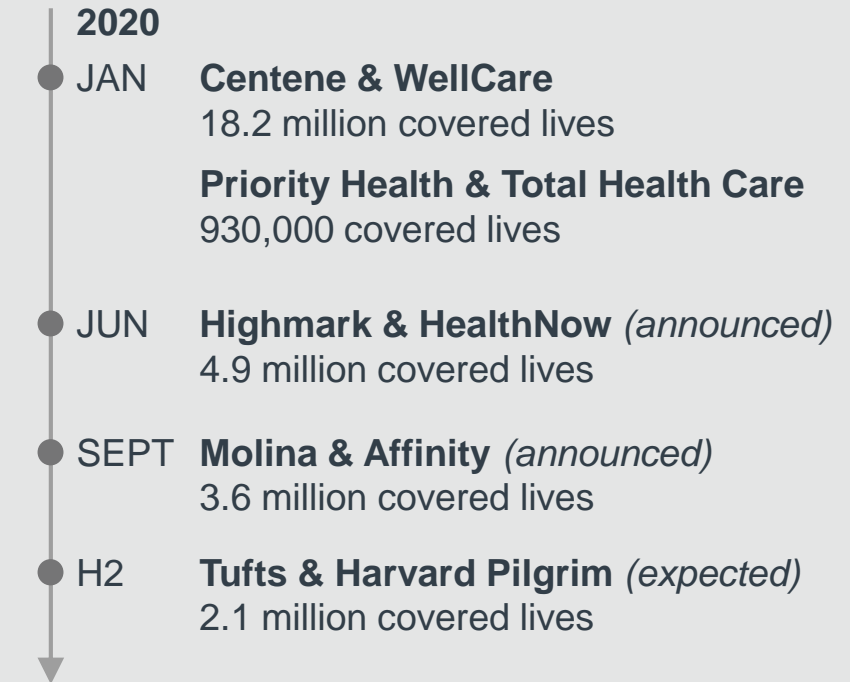 2020
JAN Centene & WellCare
18.2 million covered lives
Priority Health & Total Health Care
930,000 covered lives
JUN Highmark & HealthNow (announced)
4.9 million covered lives
SEPT Molina & Affinity (announced)
3.6 million covered lives
H2 Tufts & Harvard Pilgrim (expected)
2.1 million covered lives